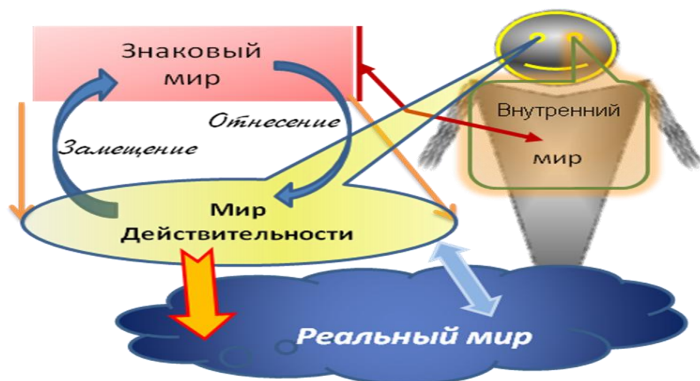 Знаковый
мир
Отнесение
Замещение
Внутренний
мир
Мир
Действительности
Реальный мир